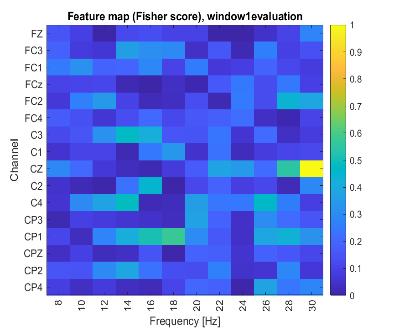 Feature map (Fisher score), window1evaluation
FZ
FC3
FC1
FCz
FC2
FC4
C3
C1
CZ
C2
C4
CP3
CP1
CPZ
CP2
CP4
Channel
8 10 12 14 16 18 20 22 24 26 28 30
Frequency [Hz]
1
0.9
0.8
0.7
0.6
0.5
0.4
0.3
0.2
0.1
0